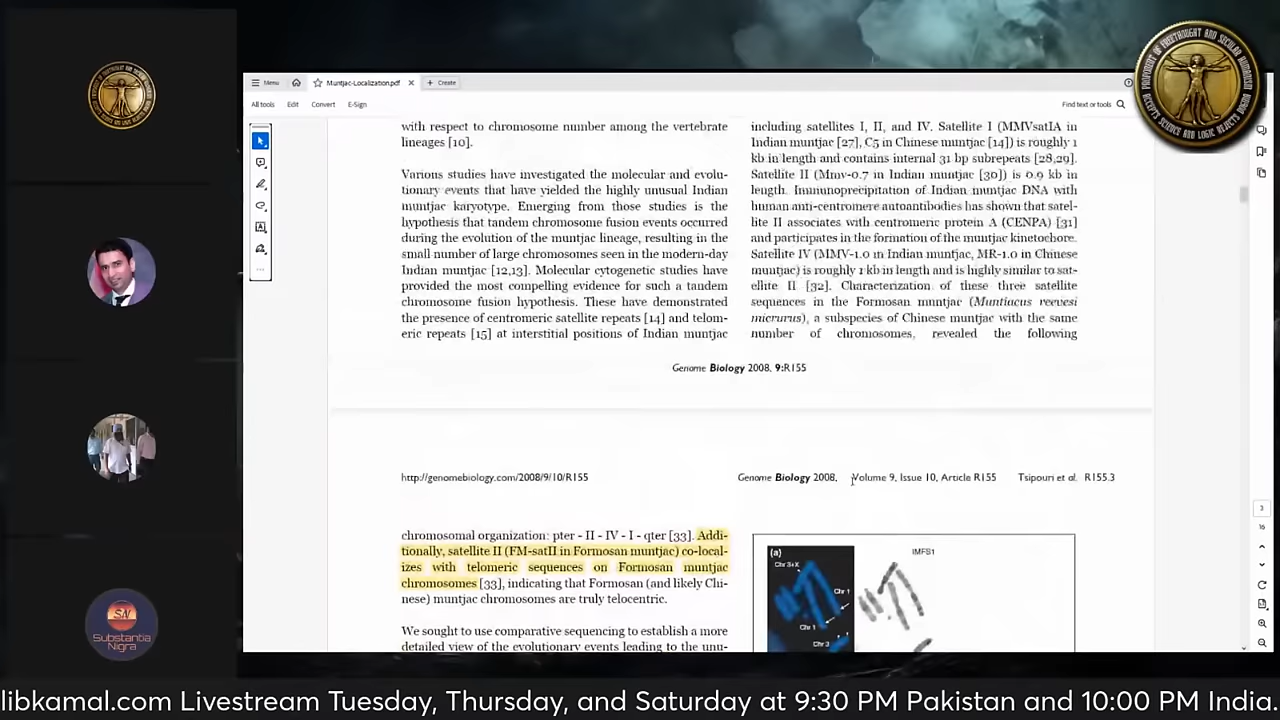 PROPONENT OF FREETHOUGHT AND SECULAR HUMANISM
ACCEPTS SCIENCE AND LOGIC REJECTS DOGMA
SN
Substantia
Nigra
Menu
Muntjac-Localization.pdf
Create
All tools
Edit
Convert
E-Sign
Find text or tools
with respect to chromosome number among the vertebrate
lineages [10].
Various studies have investigated the molecular and evolu-
tionary events that have yielded the highly unusual Indian
muntjac karyotype. Emerging from those studies is the
hypothesis that tandem chromosome fusion events occurred
during the evolution of the muntjac lineage, resulting in the
small number of large chromosomes seen in the modern-day
Indian muntjac [12,13]. Molecular cytogenetic studies have
provided the most compelling evidence for such a tandem
chromosome fusion hypothesis. These have demonstrated
the presence of centromeric satellite repeats [14] and telom-
eric repeats [15] at interstitial positions of Indian muntjac
including satellites I, II, and IV. Satellite I (MMVsatIA in
Indian muntjac [27], C5 in Chinese muntjac [14]) is roughly 1
kb in length and contains internal 31 bp subrepeats [28,29].
Satellite II (Mmv-0.7 in Indian muntjac [30]) is 0.9 kb in
length. Immunoprecipitation of Indian muntjac DNA with
human anti-centromere autoantibodies has shown that satel-
lite II associates with centromeric protein A (CENPA) [31]
and participates in the formation of the muntjac kinetochore.
Satellite IV (MMV-1.0 in Indian muntjac, MR-1.0 in Chinese
muntjac) is roughly 1 kb in length and is highly similar to sat-
ellite II [32]. Characterization of these three satellite
sequences in the Formosan muntjac (Muntiacus reevesi
micrurus), a subspecies of Chinese muntjac with the same
number of chromosomes, revealed the following
Genome Biology 2008, 9:R155
http://genomebiology.com/2008/9/10/R155
Genome Biology 2008, Volume 9, Issue 10, Article R155 Tsipouri et al. R155.3
chromosomal organization: pter - II - IV - I - qter [33]. Addi-
tionally, satellite II (FM-satII in Formosan muntjac) co-local-
izes with telomeric sequences on Formosan muntjac
chromosomes [33], indicating that Formosan (and likely Chi-
nese) muntjac chromosomes are truly telocentric.
We sought to use comparative sequencing to establish a more
detailed view of the evolutionary events leading to the unu-
(a)
IMFS1
Chr 3+X
Chr 1
Chr 1
Chr 3
3
libkamal.com Livestream Tuesday, Thursday, and Saturday at 9:30 PM Pakistan and 10:00 PM India.